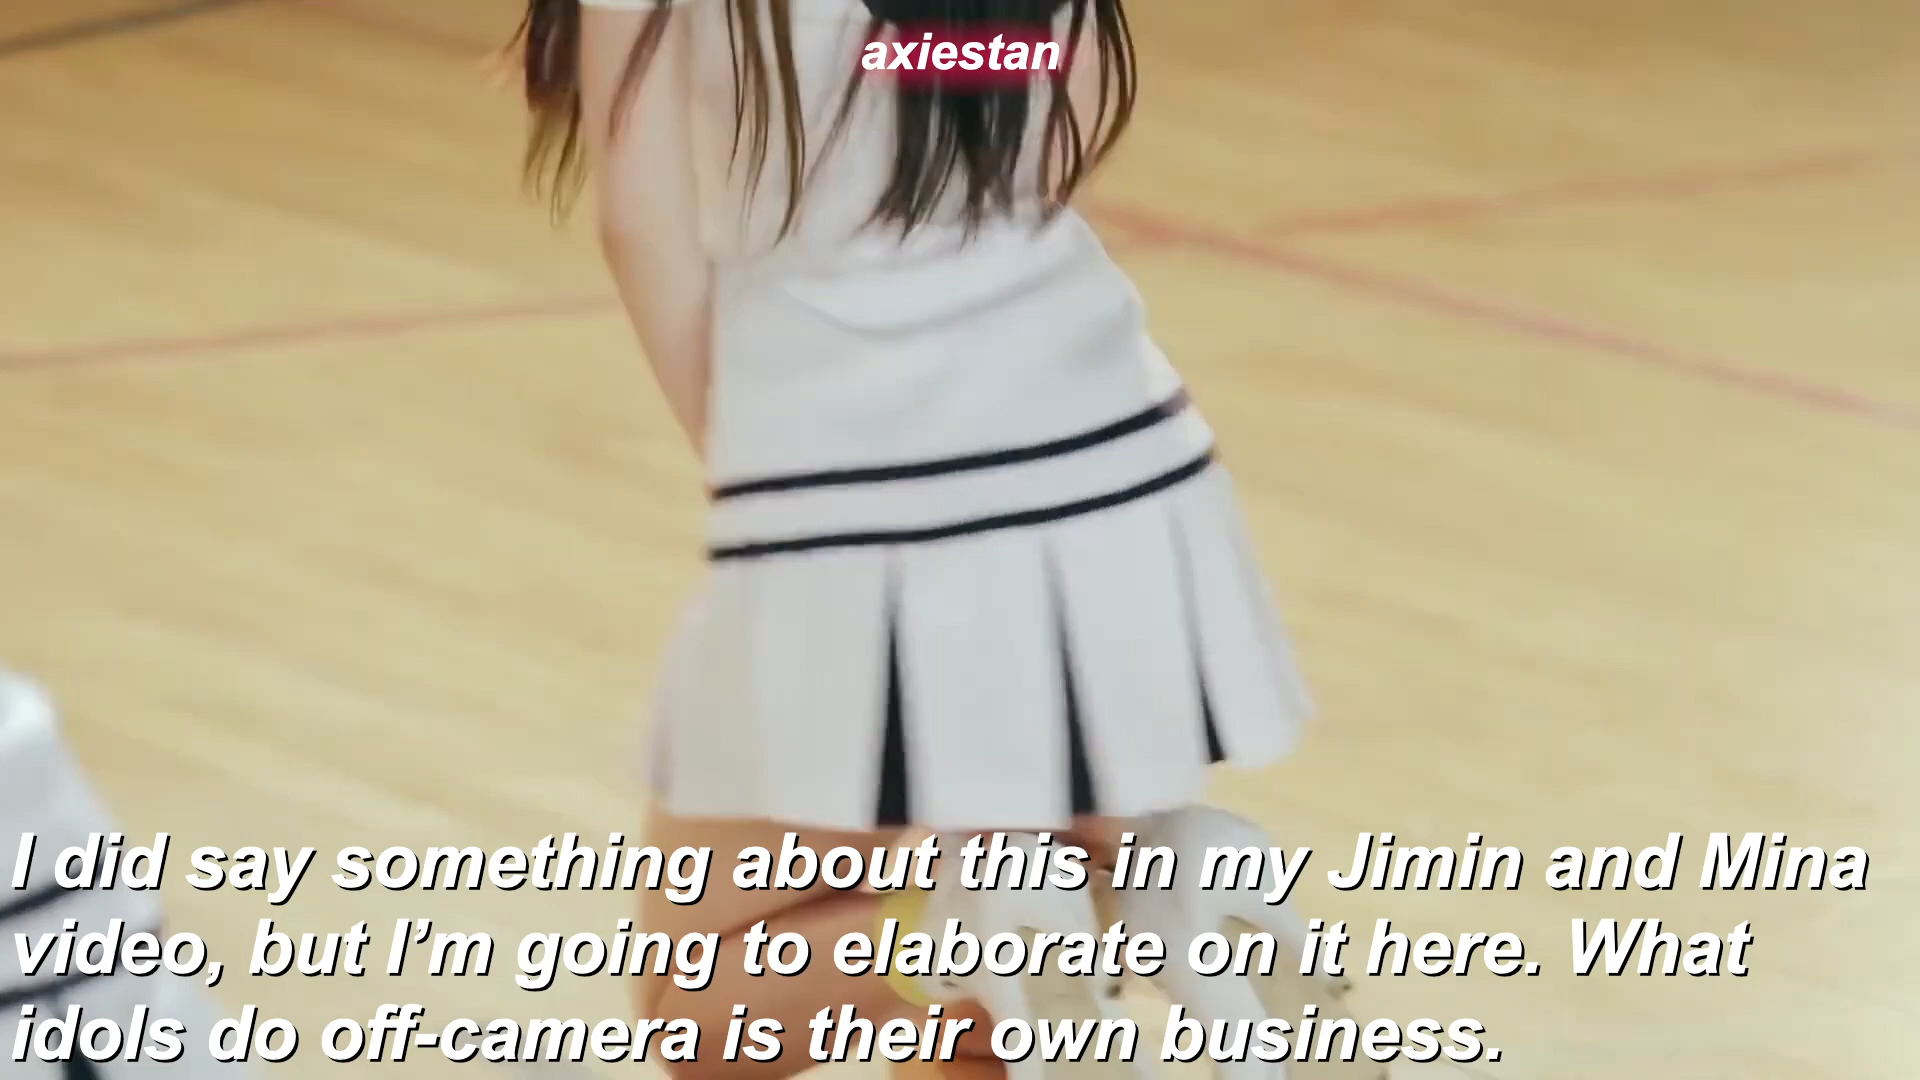 axiestan
I did say something about this in my Jimin and Mina
video, but I’m going to elaborate on it here. What
idols do off-camera is their own business.